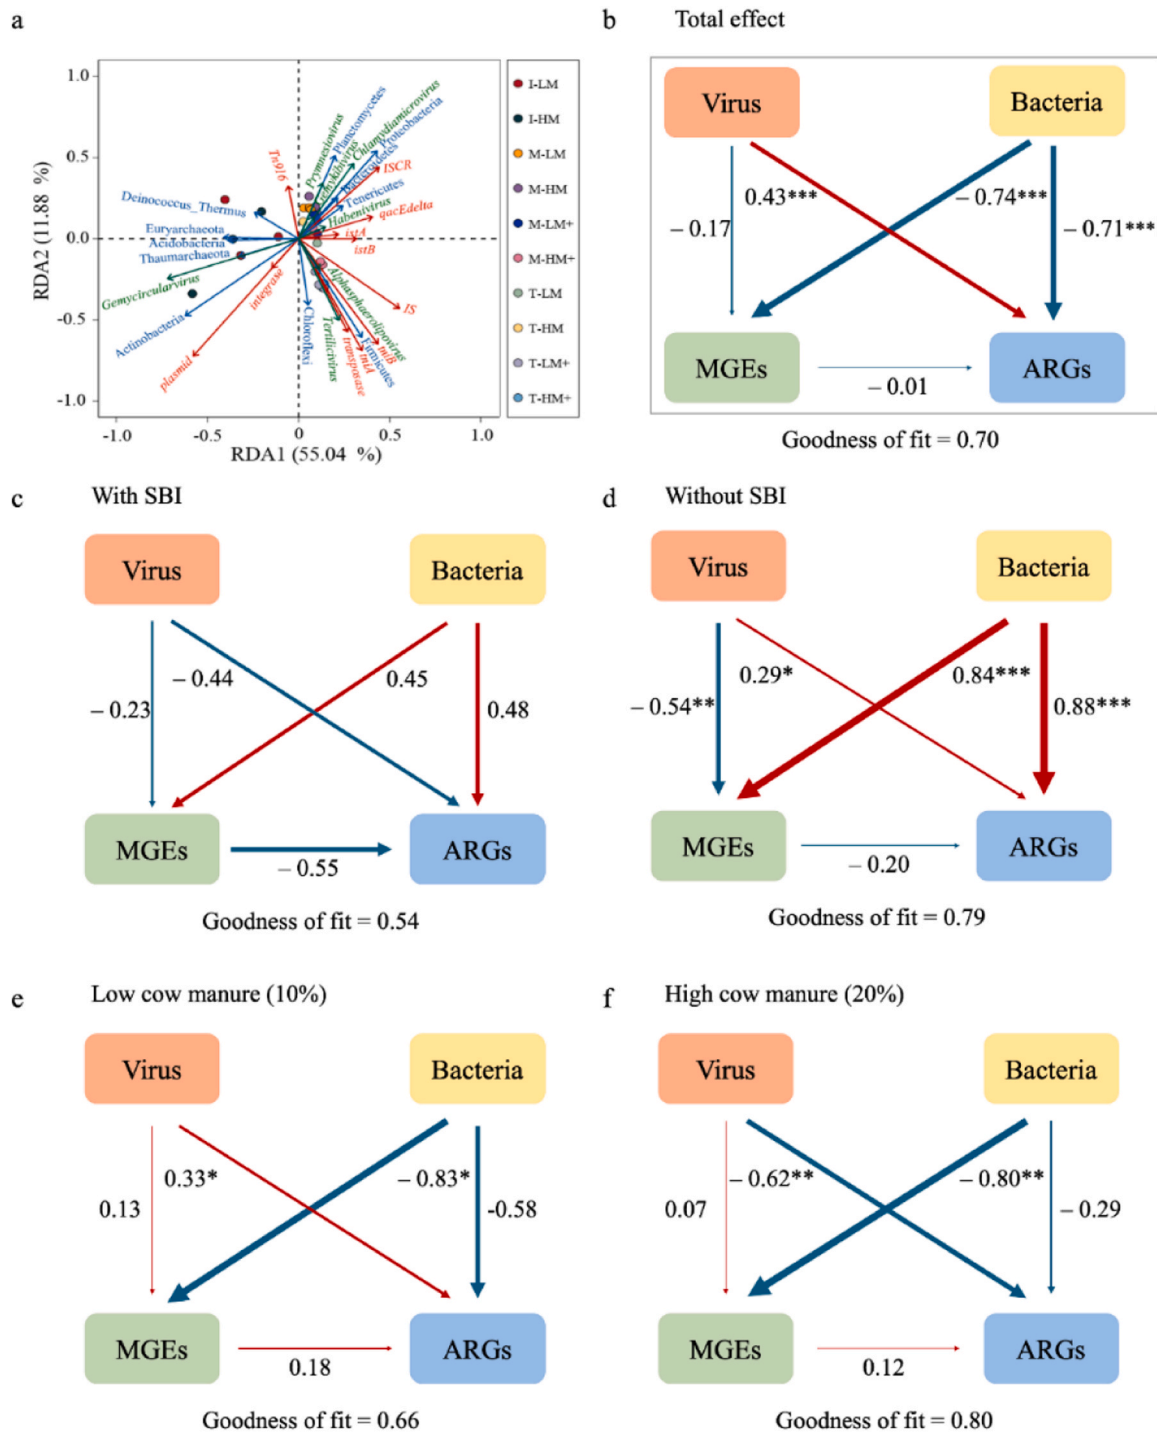 a
1.0
0.5
0.0
-0.5
-1.0
-1.0
-0.5
0
0.5
1.0
RDA2 (11.88 %)
RDA1 (55.04 %)
Tn916
Prymnesiovirus
Planctomycetes
Chlamydiamicrovirus
Proteobacteria
Bacteroidetes
ISCR
Tenericutes
qacEdelta
Habenivirus
istA
istB
Deinococcus_Thermus
Euryarchaeota
Acidobacteria
Thaumarchaeota
Gemycircularvirus
integrase
Actinobacteria
plasmid
Chloroflexi
Alphasphaerolipovirus
IS
Tertilicivirus
transposase
tniA
tniB
Firmicutes
I-LM
I-HM
M-LM
M-HM
M-LM+
M-HM+
T-LM
T-HM
T-LM+
T-HM+
b Total effect
Virus Bacteria
0.43*** – 0.74***
– 0.17 – 0.71***
MGEs ARGs
– 0.01
Goodness of fit = 0.70
c With SBI
Virus Bacteria
– 0.44 0.45
– 0.23 0.48
MGEs ARGs
– 0.55
Goodness of fit = 0.54
d Without SBI
Virus Bacteria
0.29* 0.84***
– 0.54** 0.88***
MGEs ARGs
– 0.20
Goodness of fit = 0.79
e Low cow manure (10%)
Virus Bacteria
0.33* – 0.83*
0.13 -0.58
MGEs ARGs
0.18
Goodness of fit = 0.66
f High cow manure (20%)
Virus Bacteria
– 0.62** – 0.80**
0.07 – 0.29
MGEs ARGs
0.12
Goodness of fit = 0.80